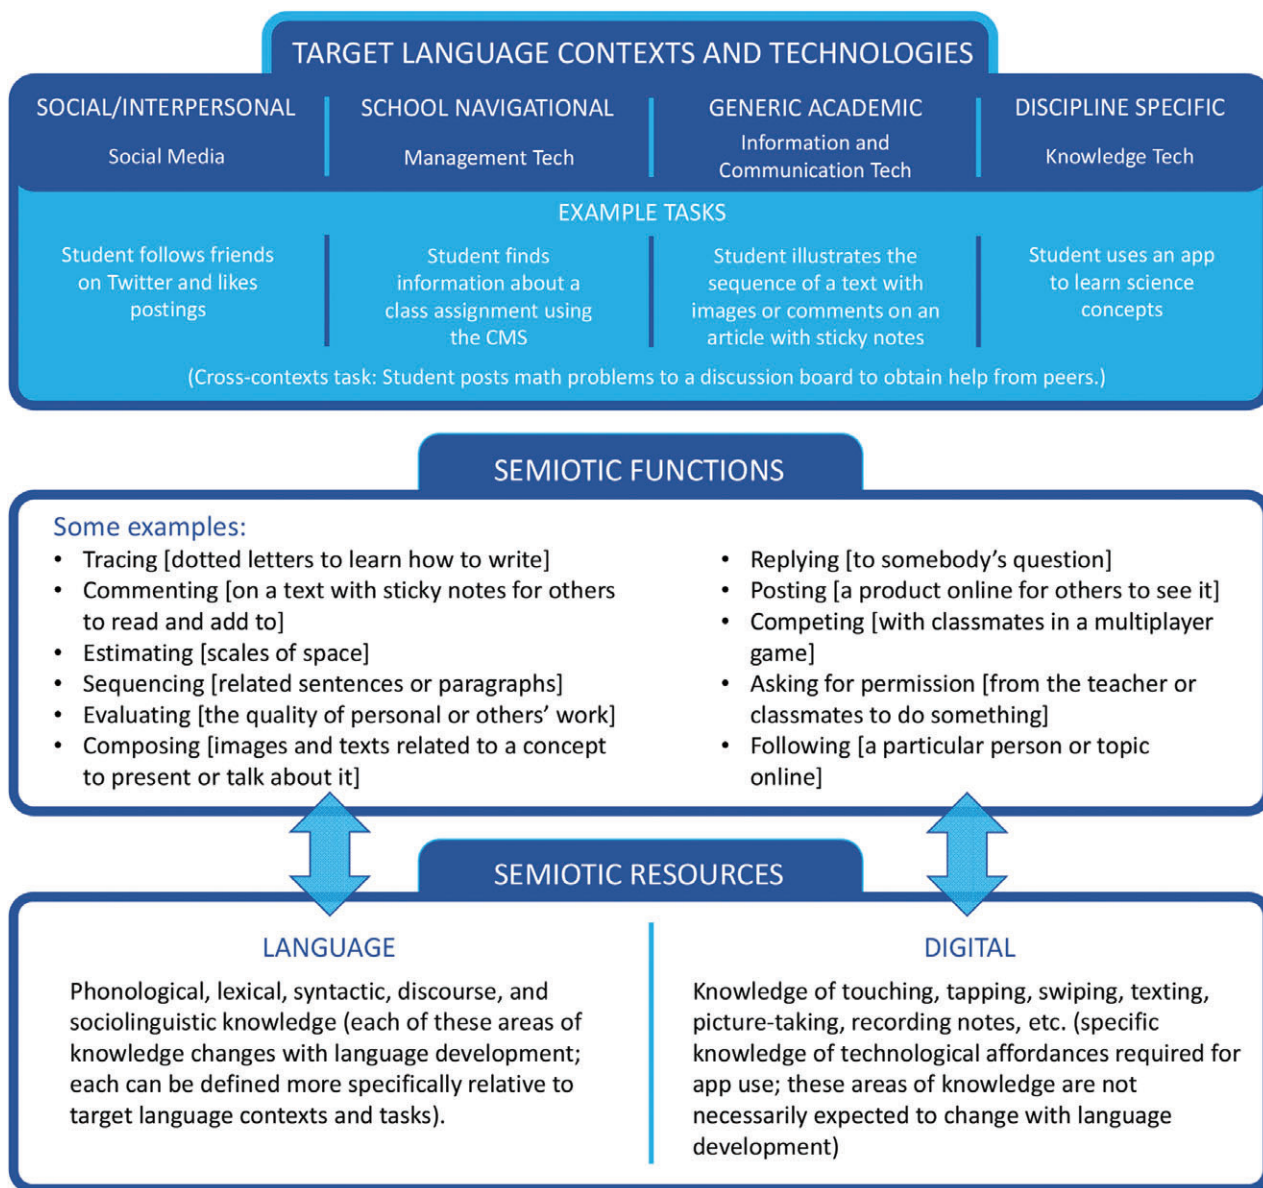 TARGET LANGUAGE CONTEXTS AND TECHNOLOGIES
SOCIAL/INTERPERSONAL
Social Media
SCHOOL NAVIGATIONAL
Management Tech
GENERIC ACADEMIC
Information and
Communication Tech
DISCIPLINE SPECIFIC
Knowledge Tech
EXAMPLE TASKS
Student follows friends
on Twitter and likes
postings
Student finds
information about a
class assignment using
the CMS
Student illustrates the
sequence of a text with
images or comments on an
article with sticky notes
Student uses an app
to learn science
concepts
(Cross-contexts task: Student posts math problems to a discussion board to obtain help from peers.)
SEMIOTIC FUNCTIONS
Some examples:
• Tracing [dotted letters to learn how to write]
• Commenting [on a text with sticky notes for others
to read and add to]
• Estimating [scales of space]
• Sequencing [related sentences or paragraphs]
• Evaluating [the quality of personal or others’ work]
• Composing [images and texts related to a concept
to present or talk about it]
• Replying [to somebody’s question]
• Posting [a product online for others to see it]
• Competing [with classmates in a multiplayer
game]
• Asking for permission [from the teacher or
classmates to do something]
• Following [a particular person or topic
online]
SEMIOTIC RESOURCES
LANGUAGE
Phonological, lexical, syntactic, discourse, and
sociolinguistic knowledge (each of these areas of
knowledge changes with language development;
each can be defined more specifically relative to
target language contexts and tasks).
DIGITAL
Knowledge of touching, tapping, swiping, texting,
picture-taking, recording notes, etc. (specific
knowledge of technological affordances required for
app use; these areas of knowledge are not
necessarily expected to change with language
development)